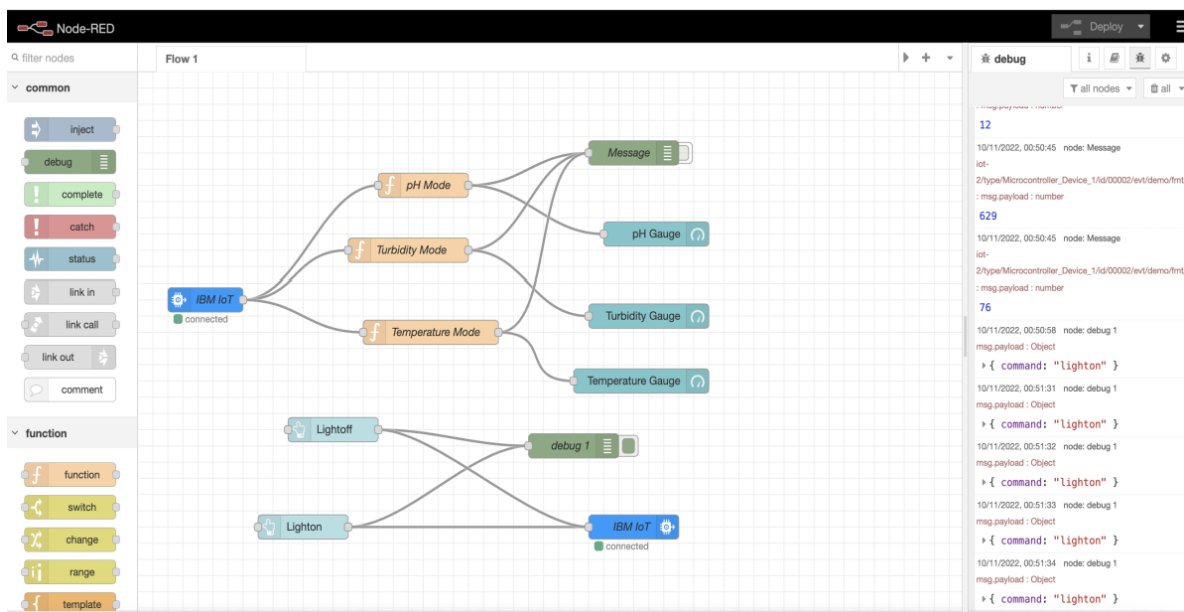 Node-RED
Deploy
filter nodes
Flow 1
debug
i
common
all nodes
all
inject
debug
complete
catch
status
link in
link call
link out
comment
function
function
switch
change
range
template
IBM IoT
connected
pH Mode
Turbidity Mode
Temperature Mode
Message
pH Gauge
Turbidity Gauge
Temperature Gauge
Lightoff
Lighton
debug 1
IBM IoT
connected
: msg.payload : number
12
10/11/2022, 00:50:45 node: Message
iot-
2/type/Microcontroller_Device_1/id/00002/evt/demo/fmt
: msg.payload : number
629
10/11/2022, 00:50:45 node: Message
iot-
2/type/Microcontroller_Device_1/id/00002/evt/demo/fmt
: msg.payload : number
76
10/11/2022, 00:50:58 node: debug 1
msg.payload : Object
{ command: "lighton" }
10/11/2022, 00:51:31 node: debug 1
msg.payload : Object
{ command: "lighton" }
10/11/2022, 00:51:32 node: debug 1
msg.payload : Object
{ command: "lighton" }
10/11/2022, 00:51:33 node: debug 1
msg.payload : Object
{ command: "lighton" }
10/11/2022, 00:51:34 node: debug 1
msg.payload : Object
{ command: "lighton" }